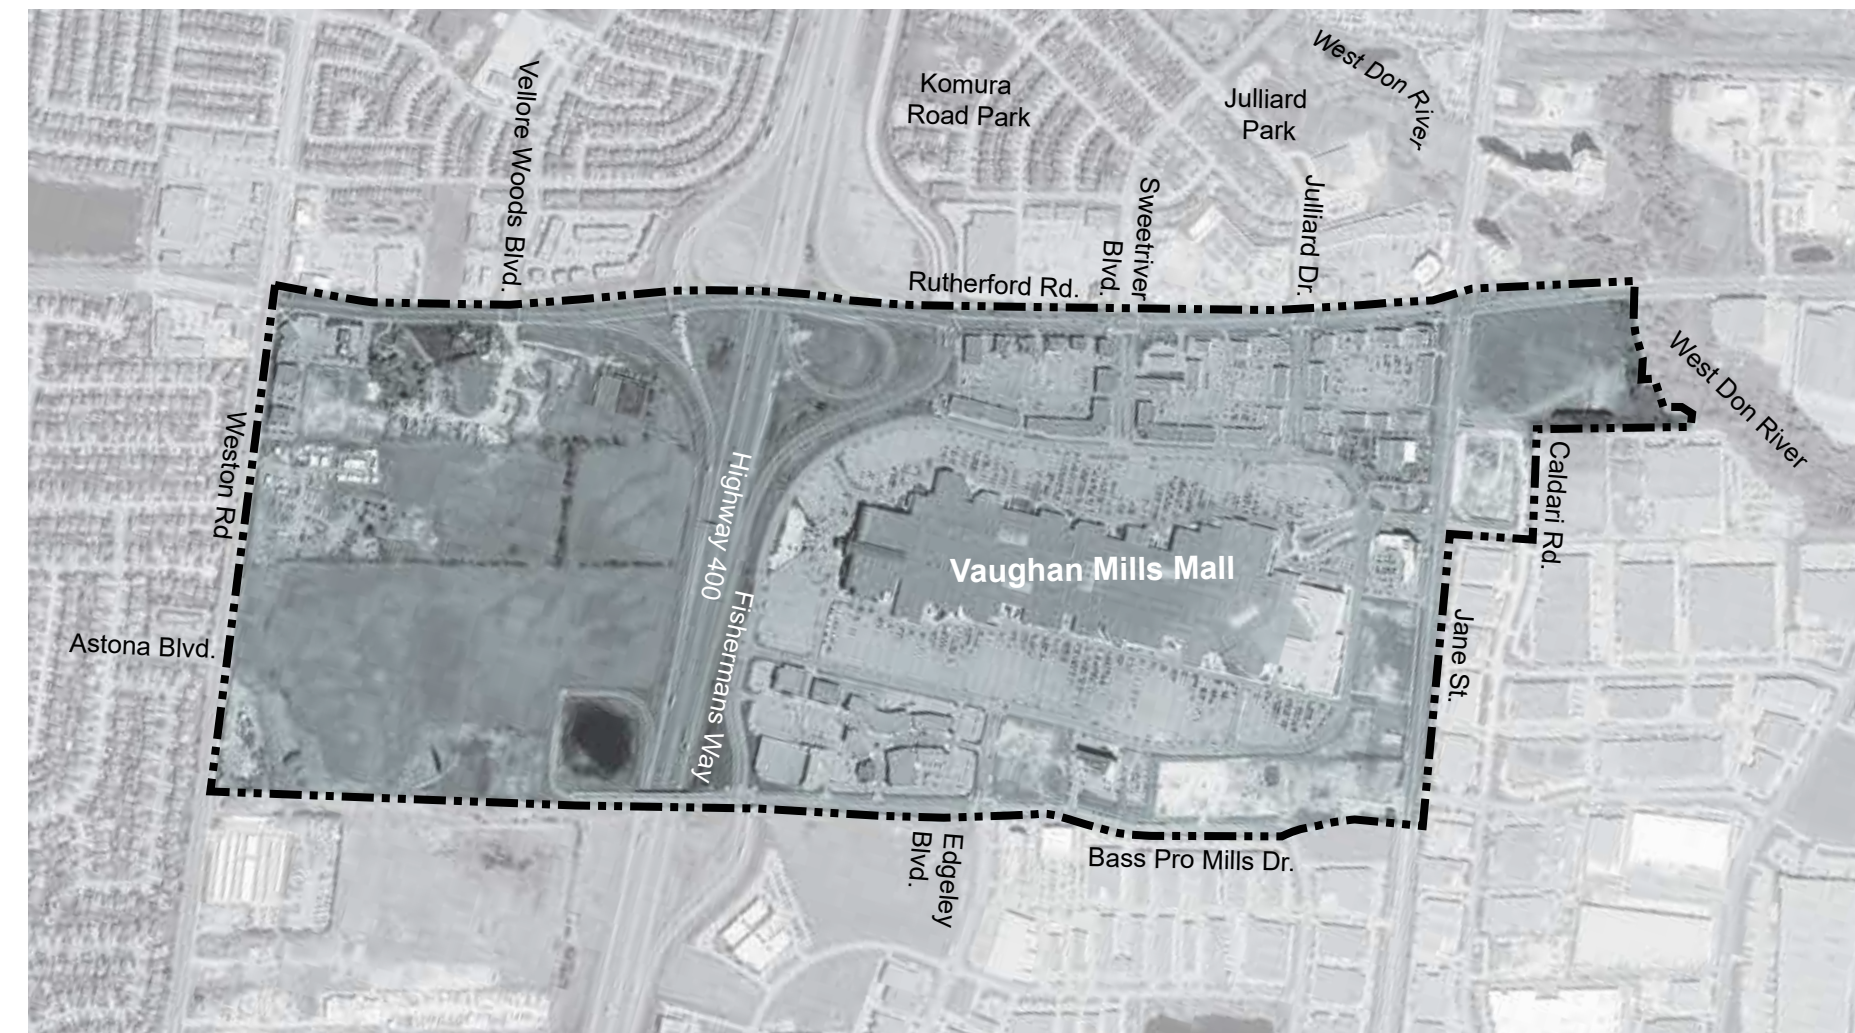 West Don River
Komura
Road Park
Julliard
Park
Vellore Woods Blvd.
Sweetriver
Blvd.
Julliard Dr.
Rutherford Rd.
West Don River
Weston Rd
Highway 400
Caldari Rd.
Vaughan Mills Mall
Fishermans Way
Jane St.
Astona Blvd.
Edgeley
Blvd.
Bass Pro Mills Dr.